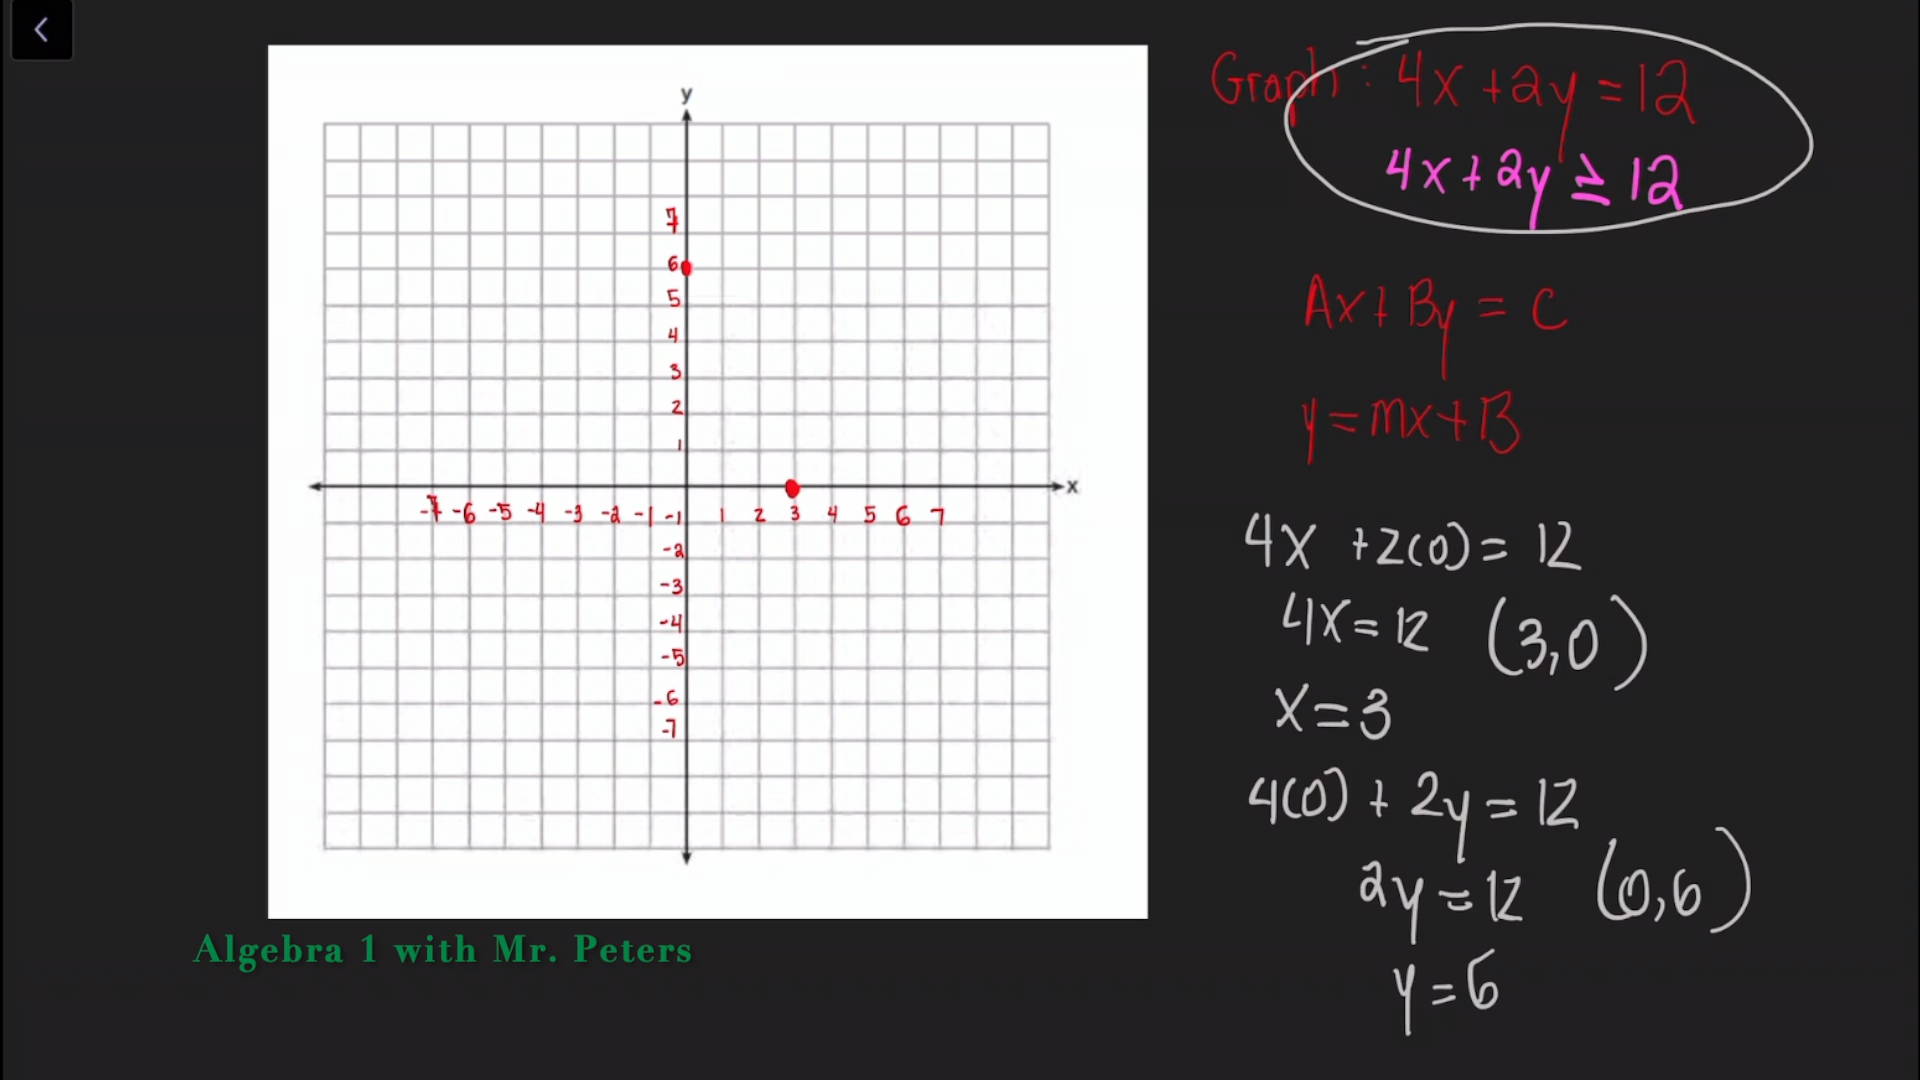 Graph: 4x+2y=12
4x+2y≥12
Ax+By=C
y=mx+B
4x +2(0)=12
4x=12 (3,0)
x=3
4(0)+2y=12
2y=12 (0,6)
y=6
y
7
6
5
4
3
2
1
x
-7 -6 -5 -4 -3 -2 -1 -1 1 2 3 4 5 6 7
-2
-3
-4
-5
-6
-7
Algebra 1 with Mr. Peters